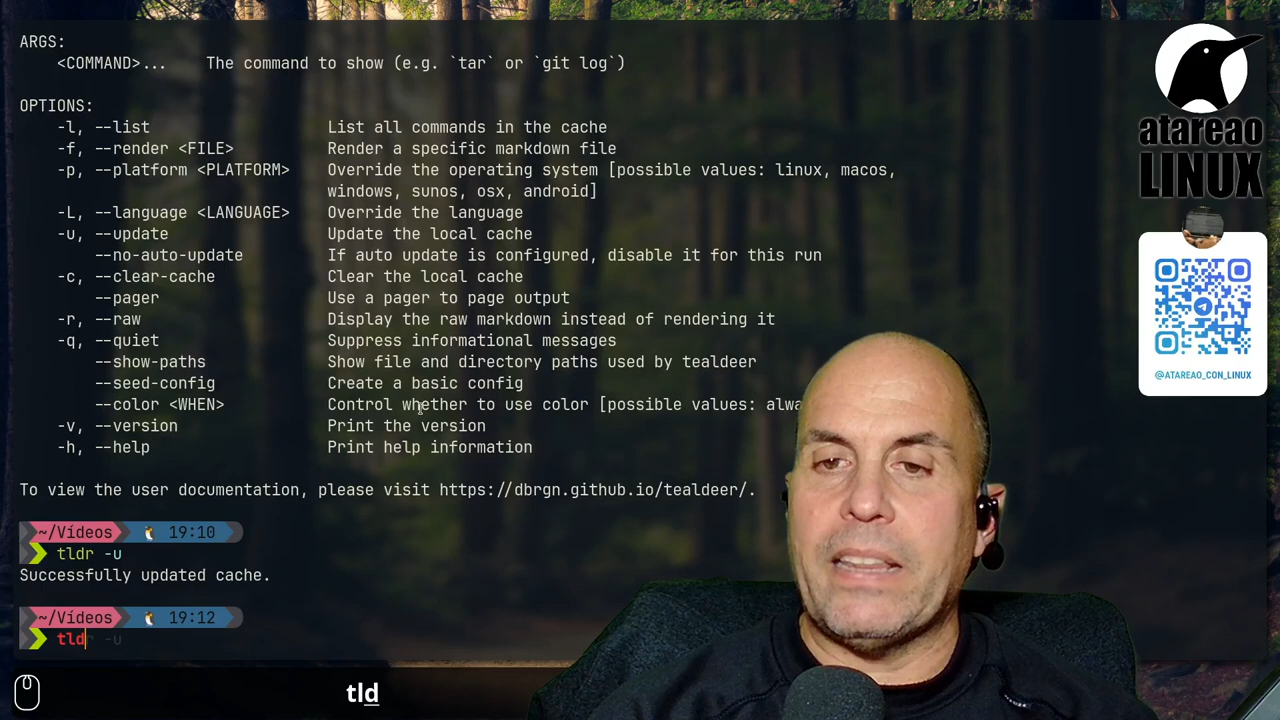 ARGS:
<COMMAND>... The command to show (e.g. `tar` or `git log`)
OPTIONS:
-l, --list List all commands in the cache
-f, --render <FILE> Render a specific markdown file
-p, --platform <PLATFORM> Override the operating system [possible values: linux, macos,
windows, sunos, osx, android]
-L, --language <LANGUAGE> Override the language
-u, --update Update the local cache
--no-auto-update If auto update is configured, disable it for this run
-c, --clear-cache Clear the local cache
--pager Use a pager to page output
-r, --raw Display the raw markdown instead of rendering it
-q, --quiet Suppress informational messages
--show-paths Show file and directory paths used by tealdeer
--seed-config Create a basic config
--color <WHEN> Control whether to use color [possible values: alwa
-v, --version Print the version
-h, --help Print help information
To view the user documentation, please visit https://dbrgn.github.io/tealdeer/.
~/Vídeos 19:10
tldr -u
Successfully updated cache.
~/Vídeos 19:12
tldr -u
tld
atareao
LINUX
@ATAREAO_CON_LINUX